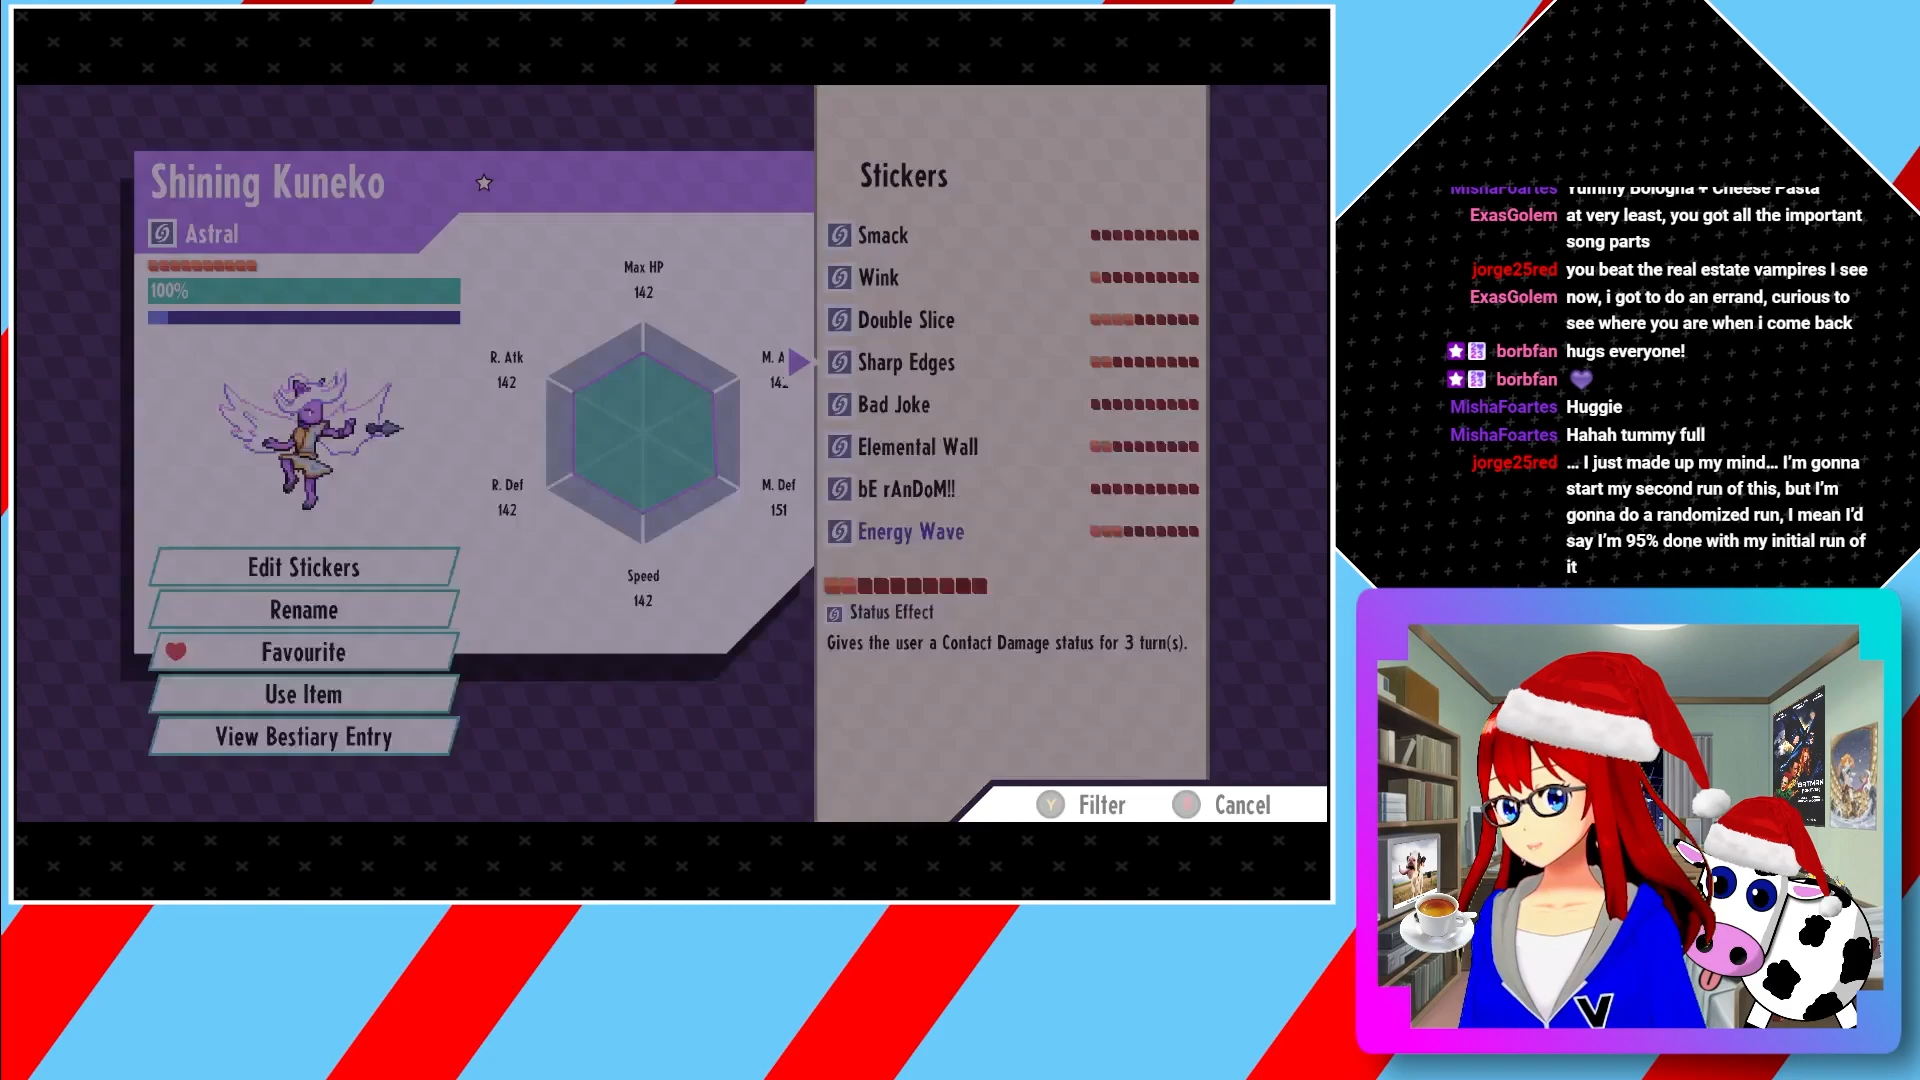 Shining Kuneko
Astral
100%
Max HP
142
R. Atk
142
M. A
R. Def
142
M. Def
151
Speed
142
Edit Stickers
Rename
Favourite
Use Item
View Bestiary Entry
Stickers
Smack
Wink
Double Slice
Sharp Edges
Bad Joke
Elemental Wall
bE rAnDoM!!
Energy Wave
Status Effect
Gives the user a Contact Damage status for 3 turn(s).
Y Filter
Cancel
MishaFoartes Yummy Bologna + Cheese Pasta
ExasGolem at very least, you got all the important
song parts
jorge25red you beat the real estate vampires I see
ExasGolem now, i got to do an errand, curious to
see where you are when i come back
borbfan hugs everyone!
borbfan
MishaFoartes Huggie
MishaFoartes Hahah tummy full
jorge25red ... I just made up my mind... I'm gonna
start my second run of this, but I'm
gonna do a randomized run, I mean I'd
say I'm 95% done with my initial run of
it
BATMAN
V